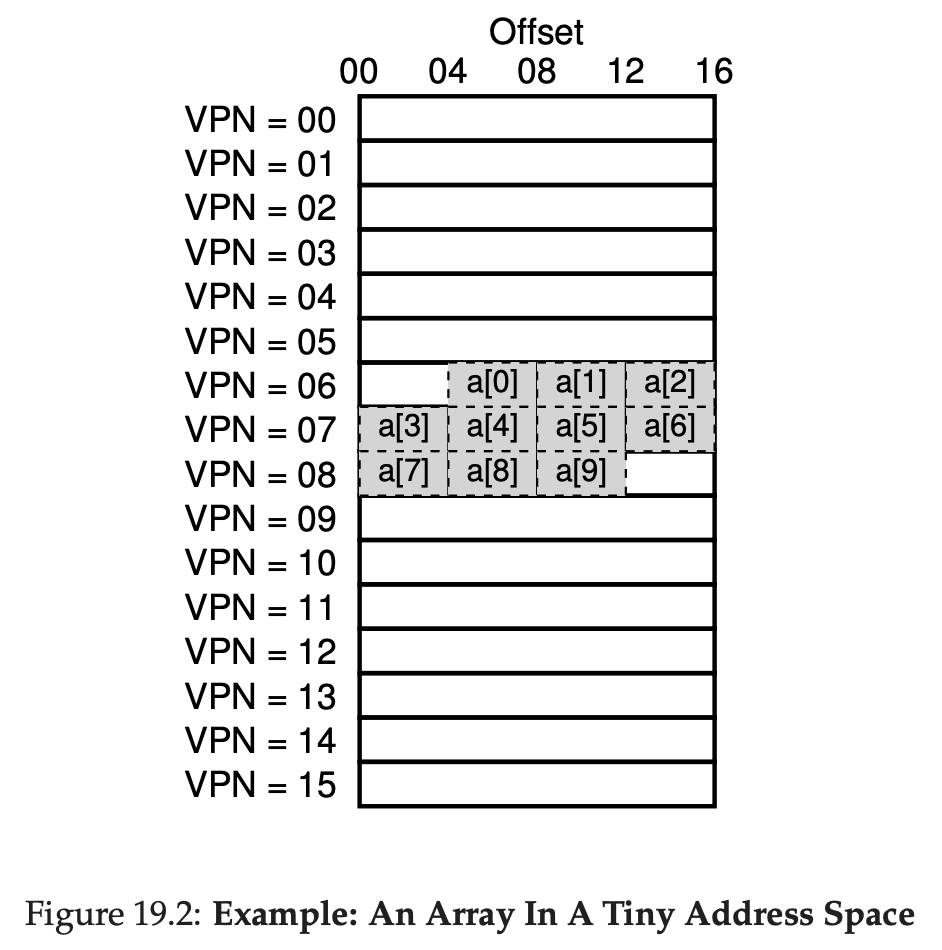 Offset
00 04 08 12 16
VPN = 00
VPN = 01
VPN = 02
VPN = 03
VPN = 04
VPN = 05
VPN = 06 a[0] a[1] a[2]
VPN = 07 a[3] a[4] a[5] a[6]
VPN = 08 a[7] a[8] a[9]
VPN = 09
VPN = 10
VPN = 11
VPN = 12
VPN = 13
VPN = 14
VPN = 15
Figure 19.2: Example: An Array In A Tiny Address Space